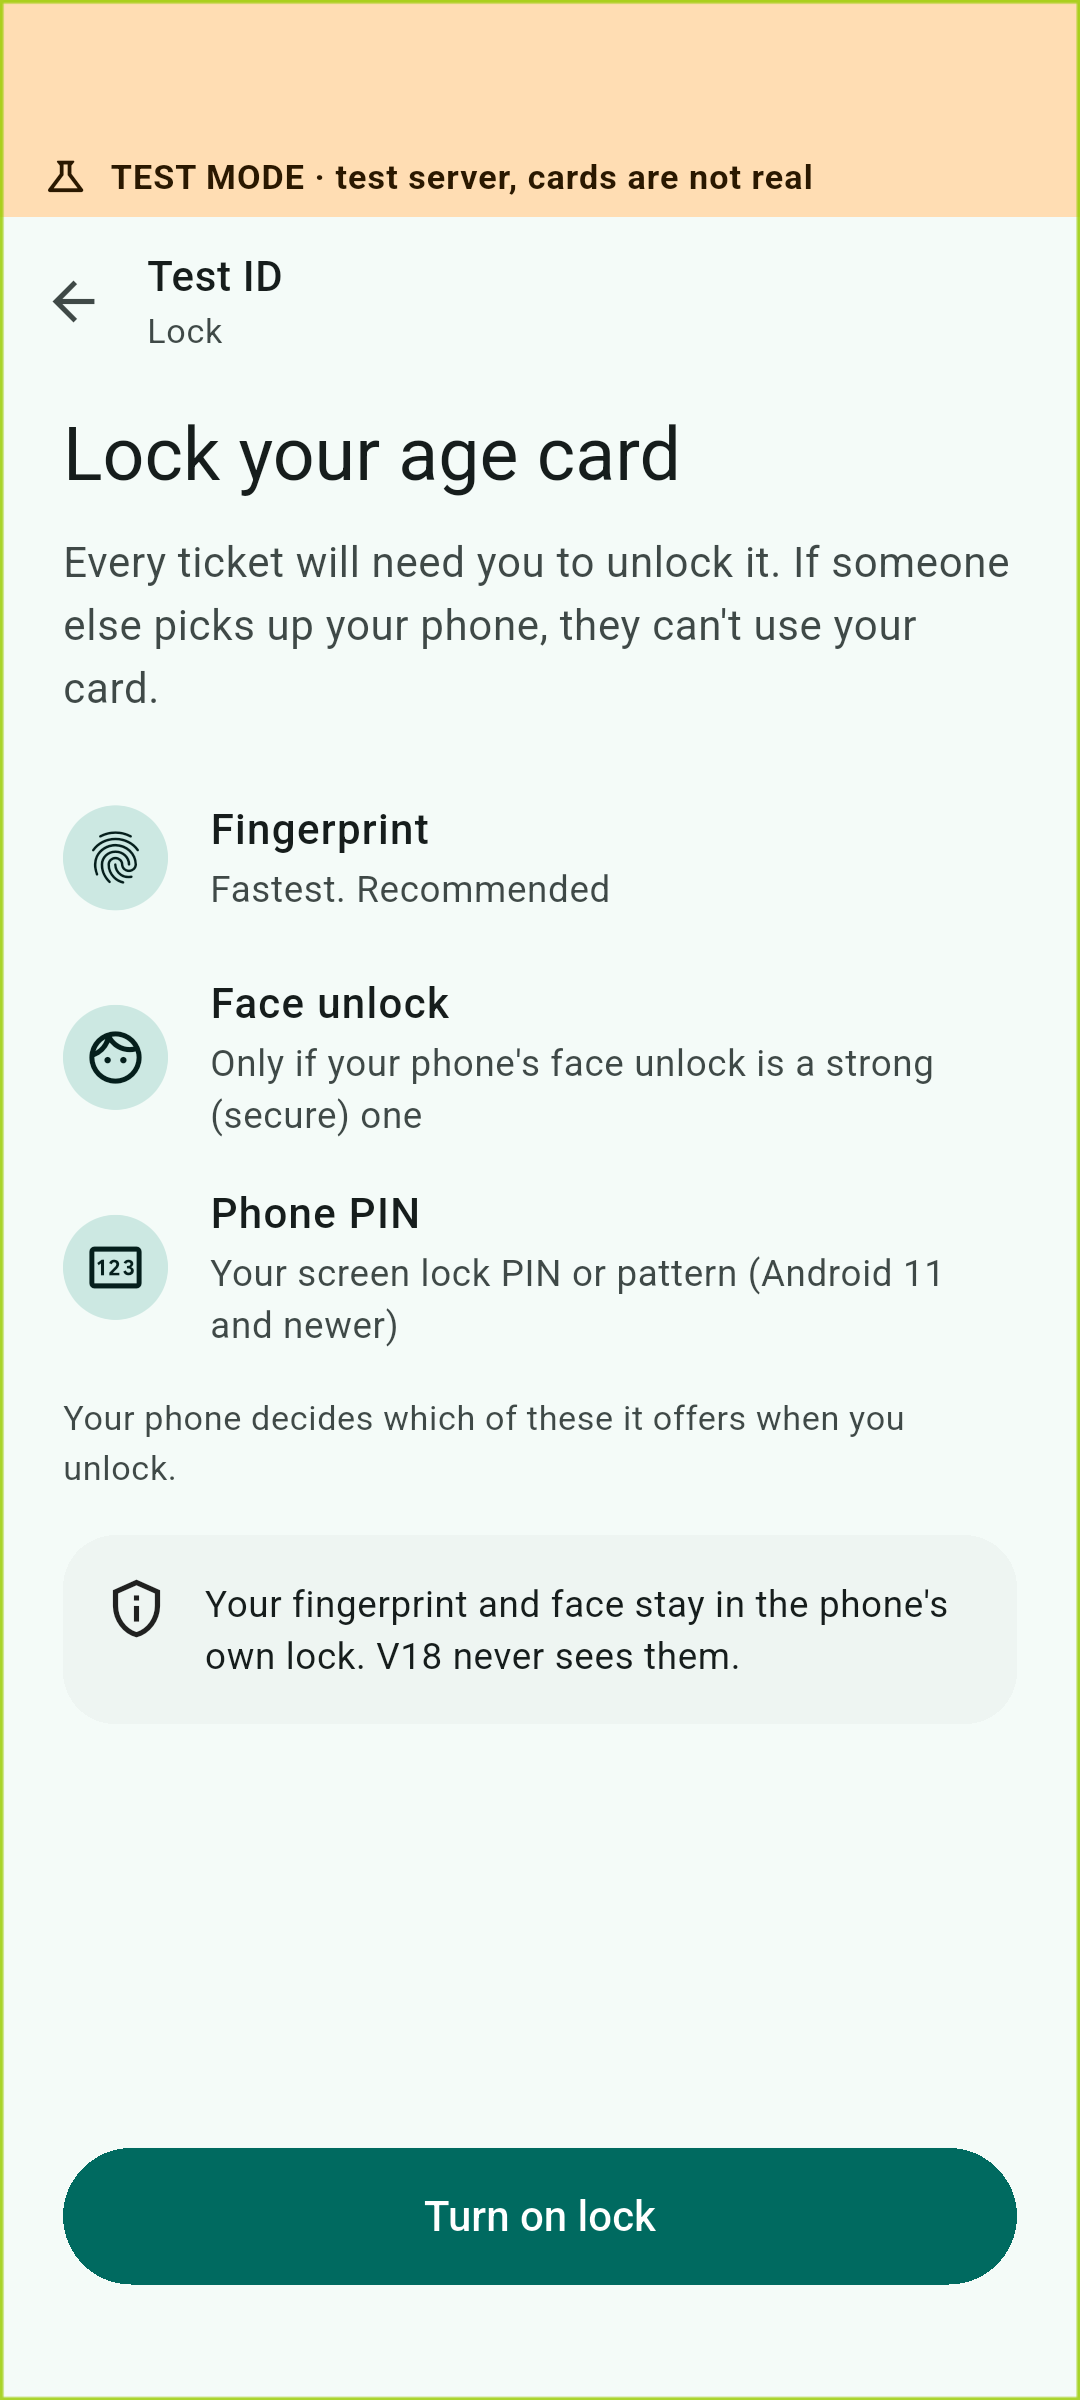 TEST MODE · test server, cards are not real
Test ID
Lock
Lock your age card
Every ticket will need you to unlock it. If someone
else picks up your phone, they can't use your
card.
Fingerprint
Fastest. Recommended
Face unlock
Only if your phone's face unlock is a strong
(secure) one
123
Phone PIN
Your screen lock PIN or pattern (Android 11
and newer)
Your phone decides which of these it offers when you
unlock.
Your fingerprint and face stay in the phone's
own lock. V18 never sees them.
Turn on lock